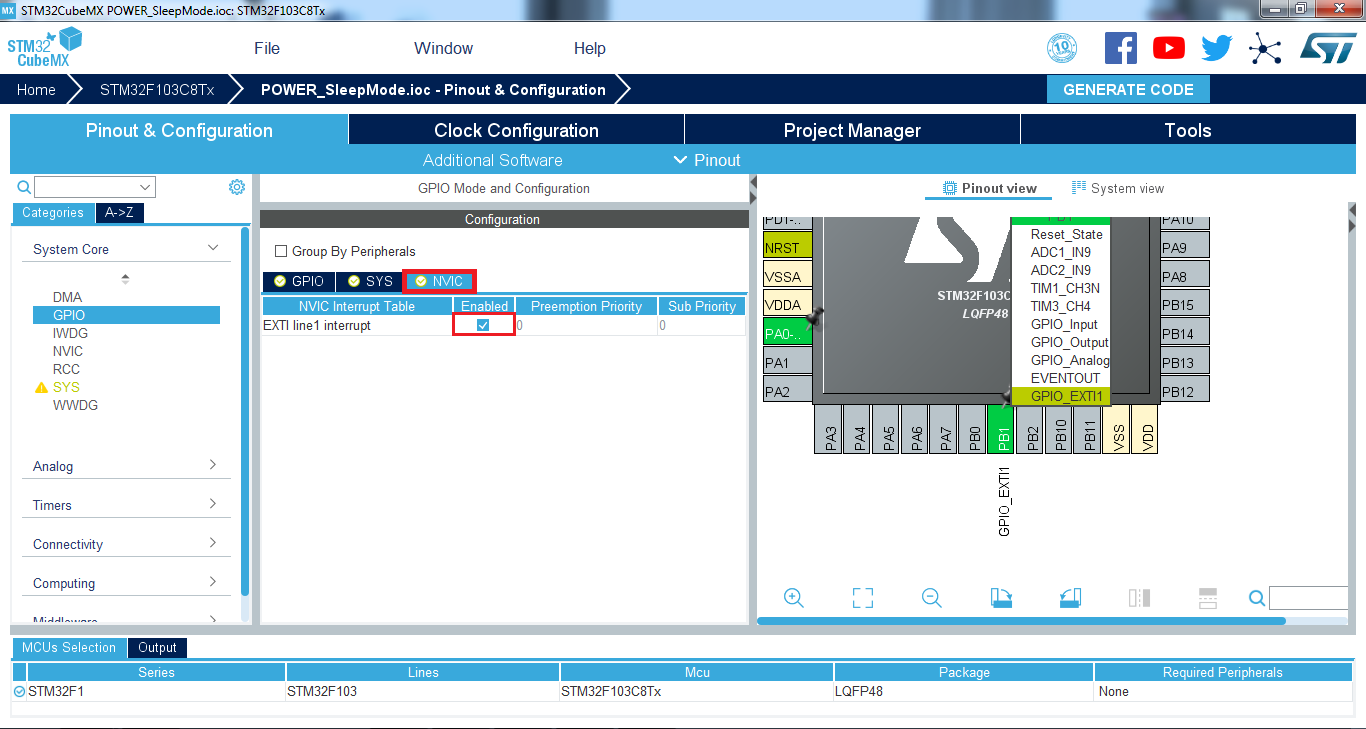 MX STM32CubeMX POWER_SleepMode.ioc: STM32F103C8Tx
STM32
CubeMX
File Window Help
10
Home STM32F103C8Tx POWER_SleepMode.ioc - Pinout & Configuration GENERATE CODE
Pinout & Configuration Clock Configuration Project Manager Tools
Additional Software Pinout
GPIO Mode and Configuration
Pinout view System view
Categories A->Z
Configuration
System Core
Group By Peripherals
GPIO SYS NVIC
NVIC Interrupt Table Enabled Preemption Priority Sub Priority
EXTI line1 interrupt 0 0
DMA
GPIO
IWDG
NVIC
RCC
SYS
WWDG
Analog
Timers
Connectivity
Computing
Middleware
PD1-..
NRST
VSSA
VDDA
PA0-..
PA1
PA2
STM32F103C
LQFP48
PB1
Reset_State
ADC1_IN9
ADC2_IN9
TIM1_CH3N
TIM3_CH4
GPIO_Input
GPIO_Output
GPIO_Analog
EVENTOUT
GPIO_EXTI1
PA10
PA9
PA8
PB15
PB14
PB13
PB12
PA3 PA4 PA5 PA6 PA7 PB0 PB1 PB2 PB10 PB11 VSS VDD
GPIO_EXTI1
MCUs Selection Output
Series Lines Mcu Package Required Peripherals
STM32F1 STM32F103 STM32F103C8Tx LQFP48 None